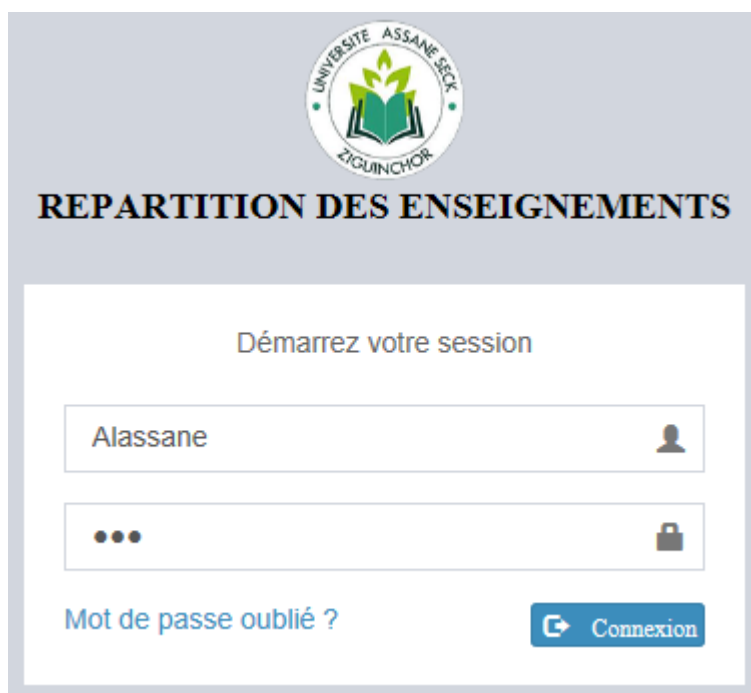 UNIVERSITE ASSANE SECK
ZIGUINCHOR
REPARTITION DES ENSEIGNEMENTS
Démarrez votre session
Alassane
•••
Mot de passe oublié ?
Connexion